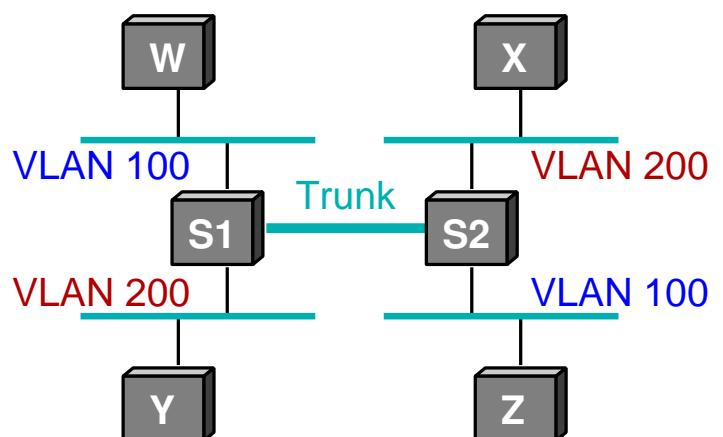 W X
VLAN 100 VLAN 200
Trunk
S1 S2
VLAN 200 VLAN 100
Y Z